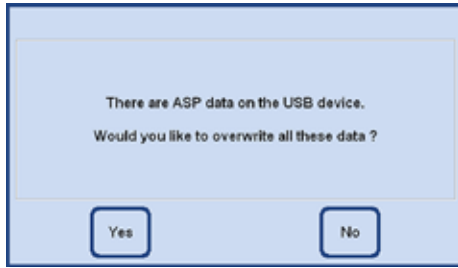 There are ASP data on the USB device.
Would you like to overwrite all these data ?
Yes
No